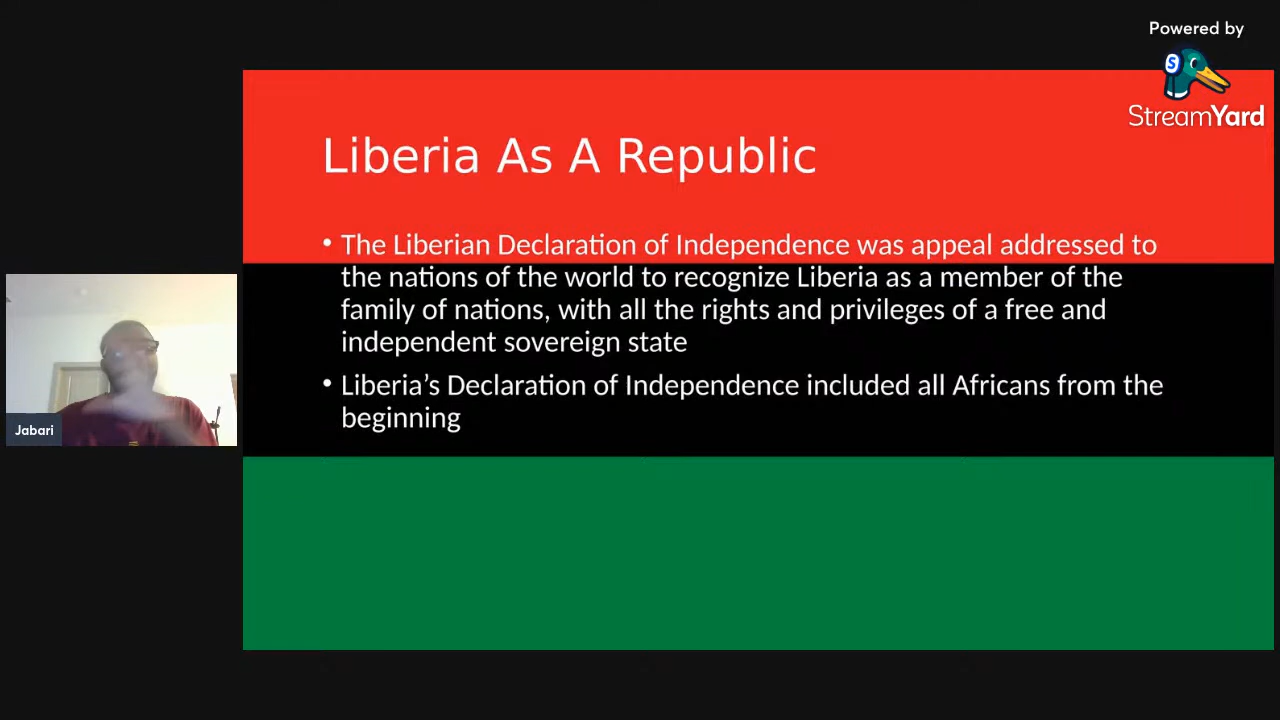 Powered by
S
StreamYard
Liberia As A Republic
• The Liberian Declaration of Independence was appeal addressed to
the nations of the world to recognize Liberia as a member of the
family of nations, with all the rights and privileges of a free and
independent sovereign state
• Liberia’s Declaration of Independence included all Africans from the
beginning
Jabari